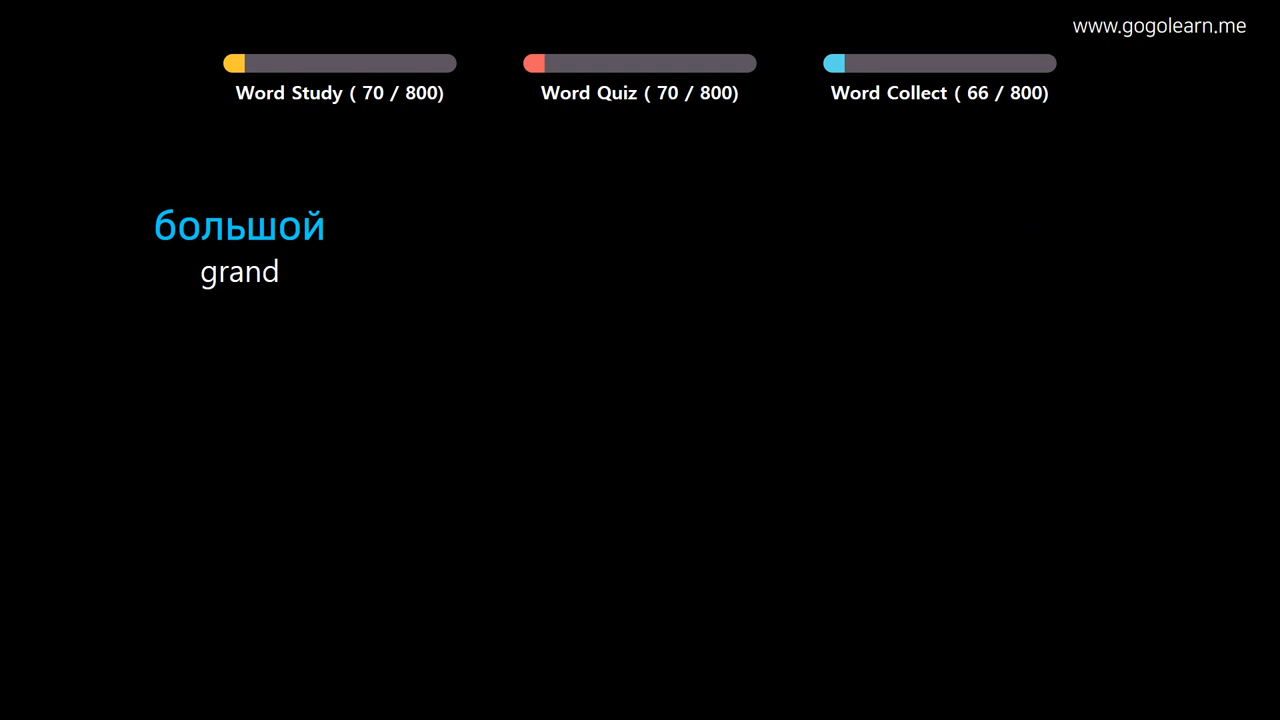 www.gogolearn.me
Word Study ( 70 / 800)
Word Quiz ( 70 / 800)
Word Collect ( 66 / 800)
большой
grand